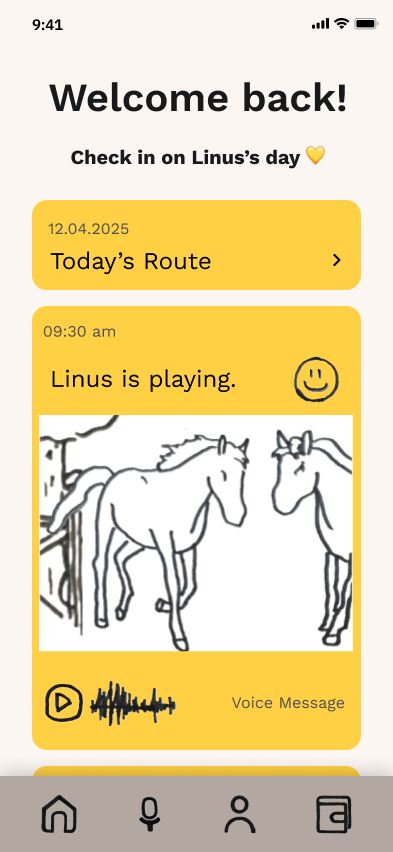 9:41
Welcome back!
Check in on Linus’s day 💛
12.04.2025
Today’s Route
09:30 am
Linus is playing.
Voice Message